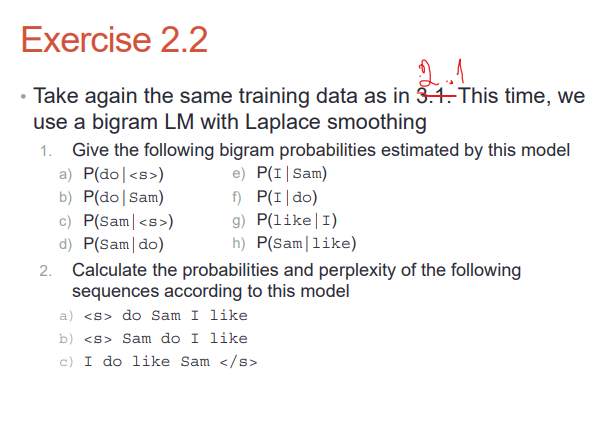 Exercise 2.2
2.1
• Take again the same training data as in 3.1. This time, we
use a bigram LM with Laplace smoothing
1. Give the following bigram probabilities estimated by this model
a) P(do|<s>) e) P(I|Sam)
b) P(do|Sam) f) P(I|do)
c) P(Sam|<s>) g) P(like|I)
d) P(Sam|do) h) P(Sam|like)
2. Calculate the probabilities and perplexity of the following
sequences according to this model
a) <s> do Sam I like
b) <s> Sam do I like
c) I do like Sam </s>